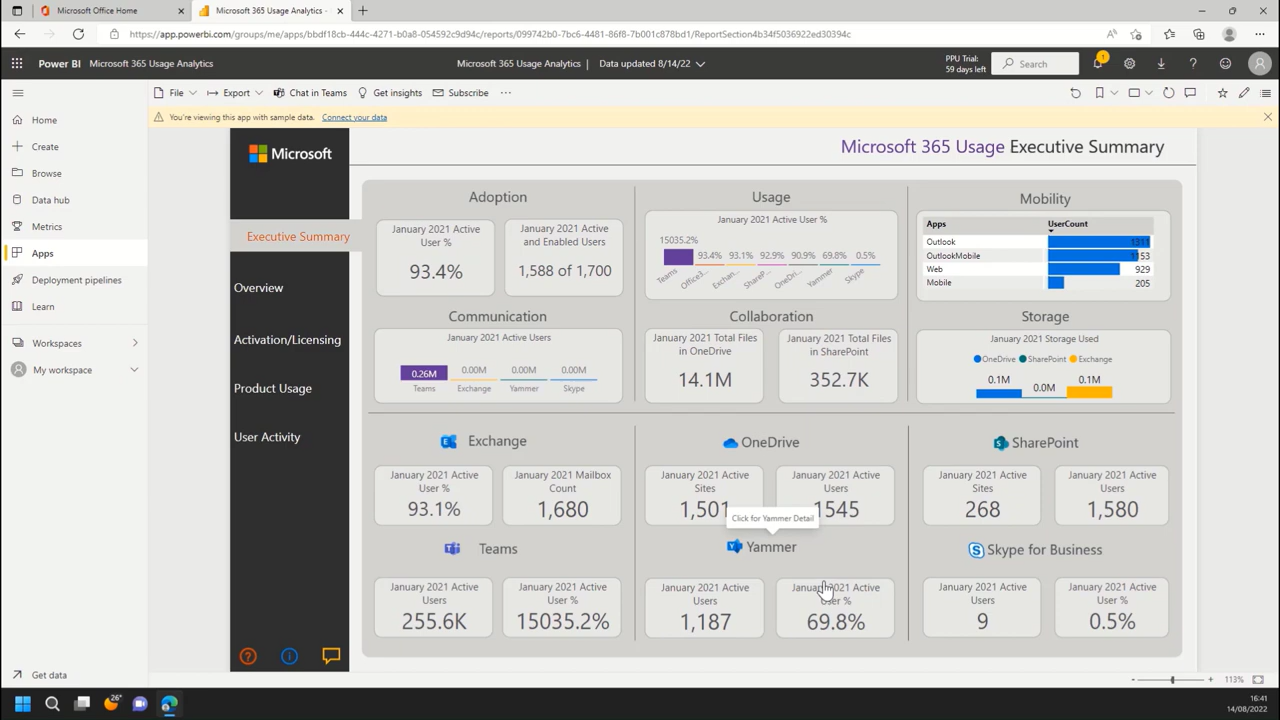 Microsoft Office Home
Microsoft 365 Usage Analytics -
https://app.powerbi.com/groups/me/apps/bbdf18cb-444c-4271-b0a8-054592c9d94c/reports/099742b0-7bc6-4481-86f8-7b001c878bd1/ReportSection4b34f5036922ed30394c
Power BI Microsoft 365 Usage Analytics
Microsoft 365 Usage Analytics | Data updated 8/14/22
PPU Trial:
59 days left
Search
1
File Export Chat in Teams Get insights Subscribe ···
You're viewing this app with sample data. Connect your data
Home
Create
Browse
Data hub
Metrics
Apps
Deployment pipelines
Learn
Workspaces
My workspace
Get data
Microsoft
Executive Summary
Overview
Activation/Licensing
Product Usage
User Activity
Microsoft 365 Usage Executive Summary
Adoption
January 2021 Active
User %
93.4%
January 2021 Active
and Enabled Users
1,588 of 1,700
Usage
January 2021 Active User %
15035.2% 93.4% 93.1% 92.9% 90.9% 69.8% 0.5%
Teams Office3... Exchan... ShareP... OneDri... Yammer Skype
Mobility
Apps UserCount
Outlook 1311
OutlookMobile 1153
Web 929
Mobile 205
Communication
January 2021 Active Users
0.26M 0.00M 0.00M 0.00M
Teams Exchange Yammer Skype
Collaboration
January 2021 Total Files
in OneDrive
14.1M
January 2021 Total Files
in SharePoint
352.7K
Storage
January 2021 Storage Used
OneDrive SharePoint Exchange
0.1M 0.0M 0.1M
Exchange
January 2021 Active
User %
93.1%
January 2021 Mailbox
Count
1,680
OneDrive
January 2021 Active
Sites
1,501
January 2021 Active
Users
1545
SharePoint
January 2021 Active
Sites
268
January 2021 Active
Users
1,580
Click for Yammer Detail
Teams
January 2021 Active
Users
255.6K
January 2021 Active
User %
15035.2%
Yammer
January 2021 Active
Users
1,187
January 2021 Active
User %
69.8%
Skype for Business
January 2021 Active
Users
9
January 2021 Active
User %
0.5%
- + 113%
26°
16:41
14/08/2022